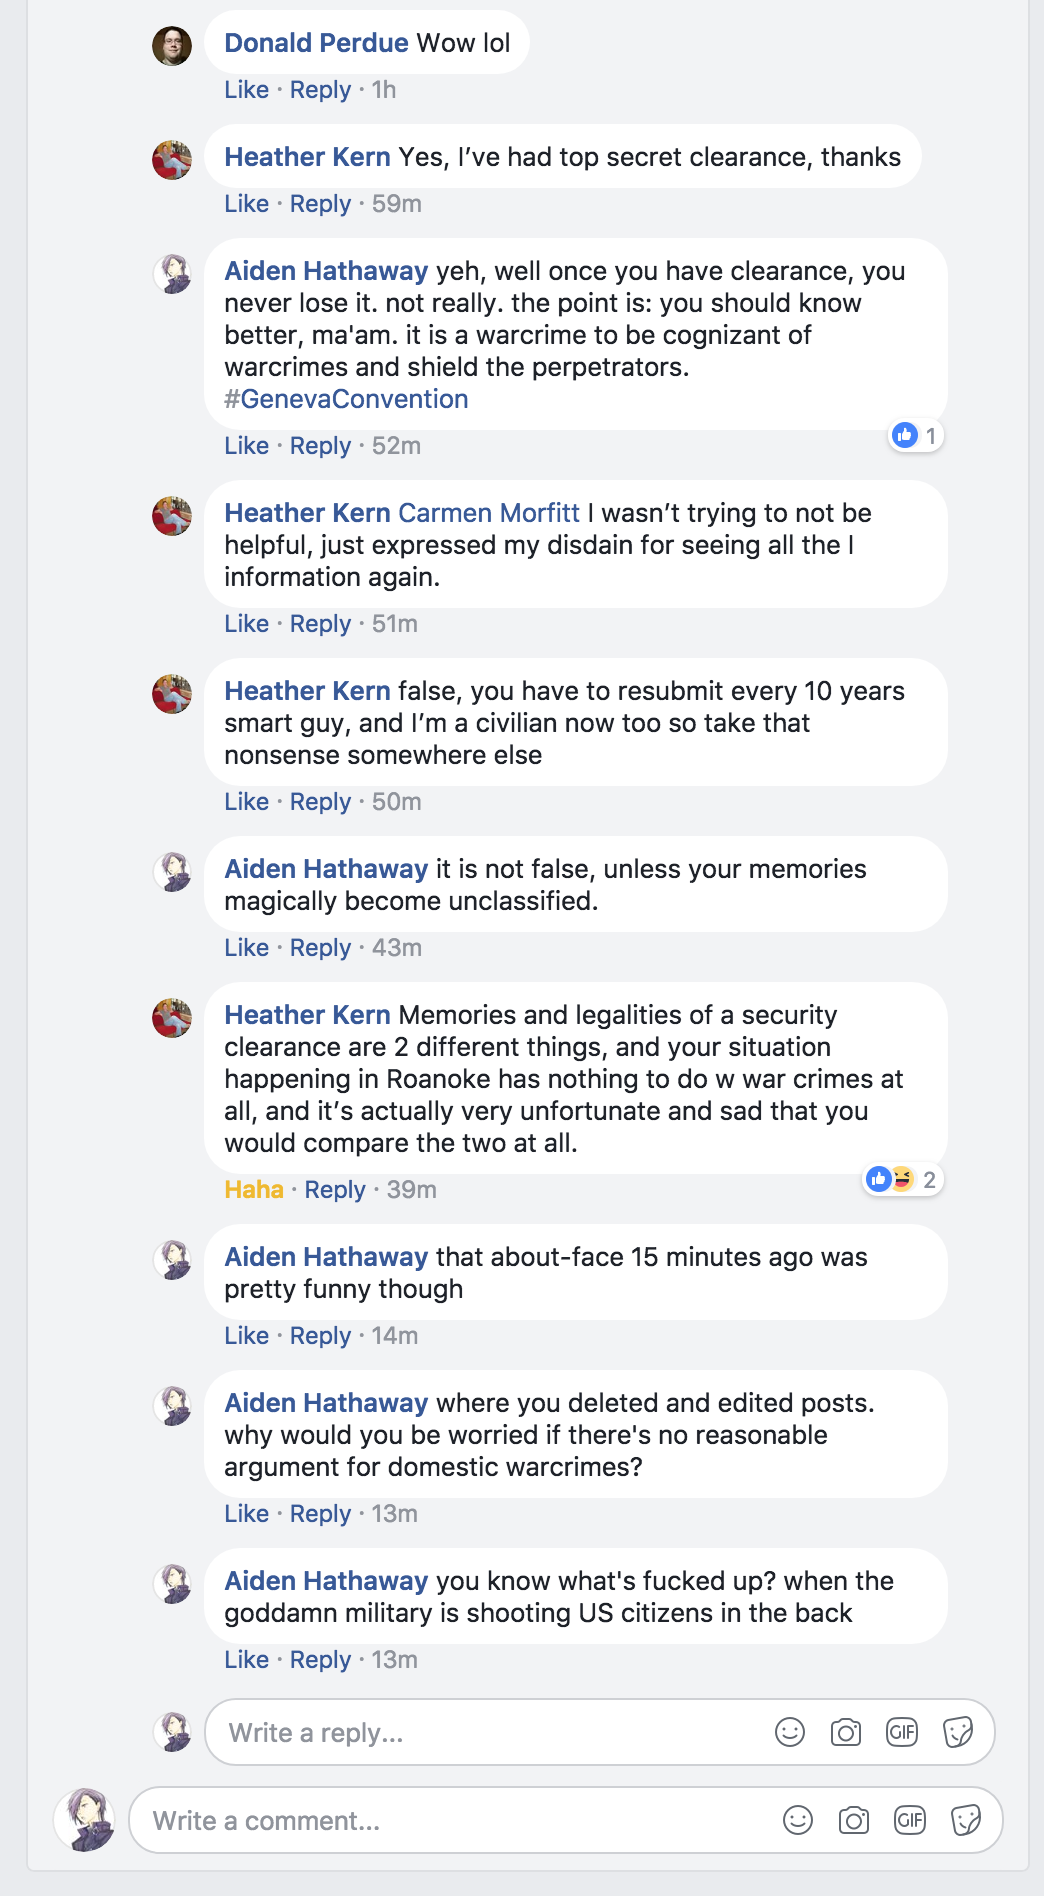 Donald Perdue Wow lol
Like · Reply · 1h
Heather Kern Yes, I’ve had top secret clearance, thanks
Like · Reply · 59m
Aiden Hathaway yeh, well once you have clearance, you
never lose it. not really. the point is: you should know
better, ma'am. it is a warcrime to be cognizant of
warcrimes and shield the perpetrators.
#GenevaConvention
Like · Reply · 52m
1
Heather Kern Carmen Morfitt I wasn’t trying to not be
helpful, just expressed my disdain for seeing all the I
information again.
Like · Reply · 51m
Heather Kern false, you have to resubmit every 10 years
smart guy, and I’m a civilian now too so take that
nonsense somewhere else
Like · Reply · 50m
Aiden Hathaway it is not false, unless your memories
magically become unclassified.
Like · Reply · 43m
Heather Kern Memories and legalities of a security
clearance are 2 different things, and your situation
happening in Roanoke has nothing to do w war crimes at
all, and it’s actually very unfortunate and sad that you
would compare the two at all.
Haha · Reply · 39m
2
Aiden Hathaway that about-face 15 minutes ago was
pretty funny though
Like · Reply · 14m
Aiden Hathaway where you deleted and edited posts.
why would you be worried if there's no reasonable
argument for domestic warcrimes?
Like · Reply · 13m
Aiden Hathaway you know what's fucked up? when the
goddamn military is shooting US citizens in the back
Like · Reply · 13m
Write a reply...
GIF
Write a comment...
GIF